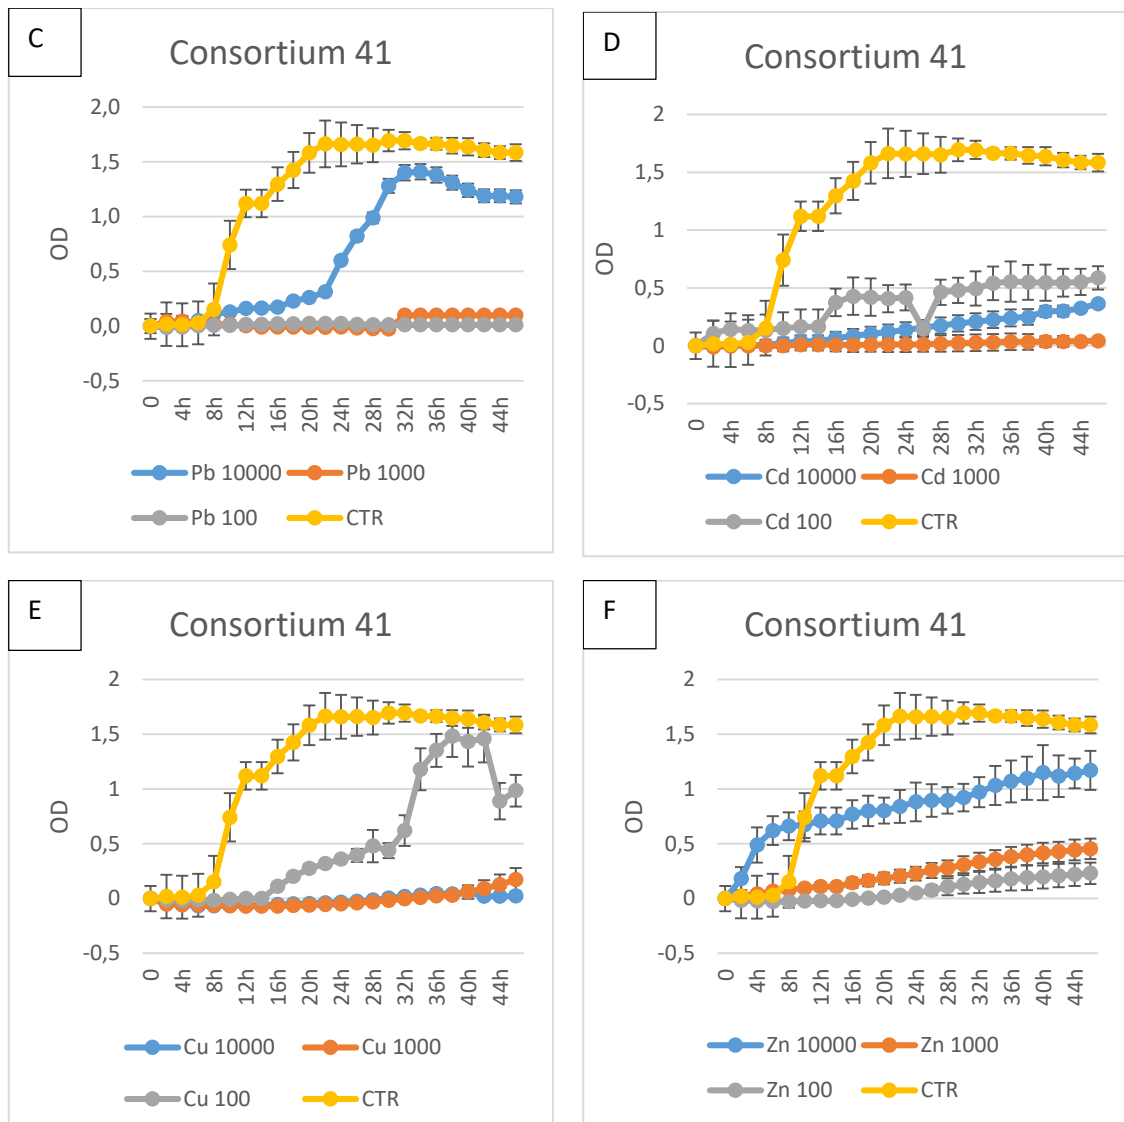 C
Consortium 41
2,0
1,5
1,0
0,5
0,0
-0,5
OD
0 4h 8h 12h 16h 20h 24h 28h 32h 36h 40h 44h
Pb 10000 Pb 1000
Pb 100 CTR
D
Consortium 41
2
1,5
1
0,5
0
-0,5
OD
0 4h 8h 12h 16h 20h 24h 28h 32h 36h 40h 44h
Cd 10000 Cd 1000
Cd 100 CTR
E
Consortium 41
2
1,5
1
0,5
0
-0,5
OD
0 4h 8h 12h 16h 20h 24h 28h 32h 36h 40h 44h
Cu 10000 Cu 1000
Cu 100 CTR
F
Consortium 41
2
1,5
1
0,5
0
-0,5
OD
0 4h 8h 12h 16h 20h 24h 28h 32h 36h 40h 44h
Zn 10000 Zn 1000
Zn 100 CTR